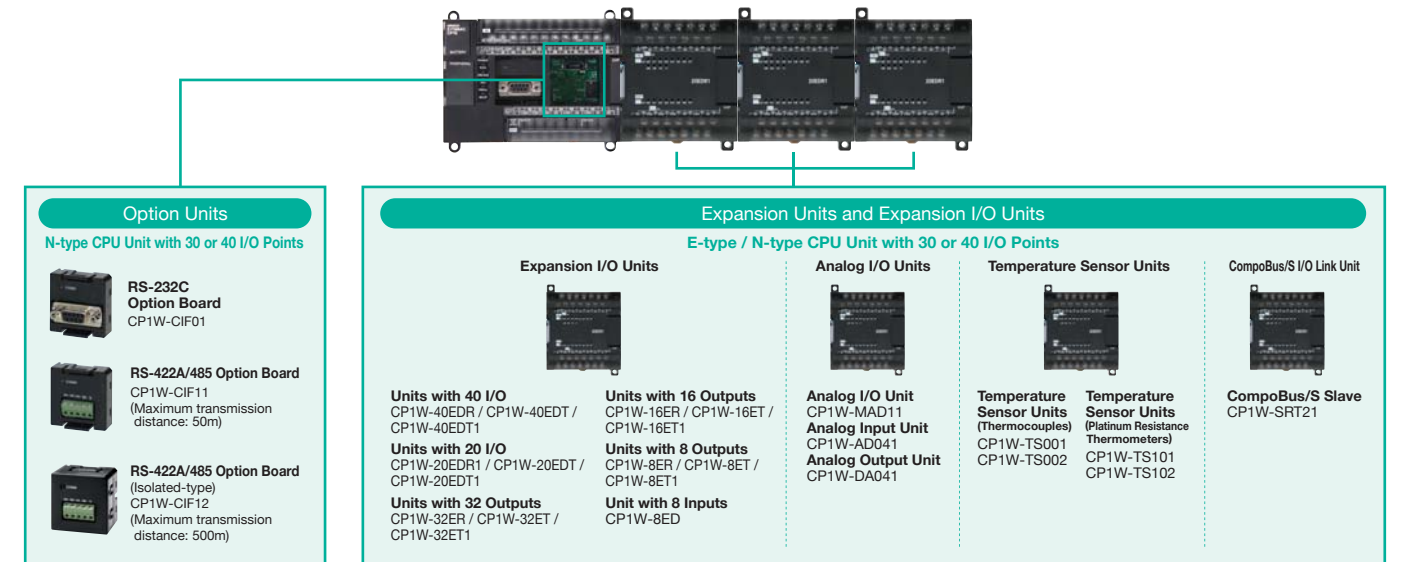 Option Units
N-type CPU Unit with 30 or 40 I/O Points
RS-232C
Option Board
CP1W-CIF01
RS-422A/485 Option Board
CP1W-CIF11
(Maximum transmission
distance: 50m)
RS-422A/485 Option Board
(Isolated-type)
CP1W-CIF12
(Maximum transmission
distance: 500m)
Expansion Units and Expansion I/O Units
E-type / N-type CPU Unit with 30 or 40 I/O Points
Expansion I/O Units
Units with 40 I/O
CP1W-40EDR / CP1W-40EDT /
CP1W-40EDT1
Units with 20 I/O
CP1W-20EDR1 / CP1W-20EDT /
CP1W-20EDT1
Units with 32 Outputs
CP1W-32ER / CP1W-32ET /
CP1W-32ET1
Units with 16 Outputs
CP1W-16ER / CP1W-16ET /
CP1W-16ET1
Units with 8 Outputs
CP1W-8ER / CP1W-8ET /
CP1W-8ET1
Unit with 8 Inputs
CP1W-8ED
Analog I/O Units
Analog I/O Unit
CP1W-MAD11
Analog Input Unit
CP1W-AD041
Analog Output Unit
CP1W-DA041
Temperature Sensor Units
Temperature
Sensor Units
(Thermocouples)
CP1W-TS001
CP1W-TS002
Temperature
Sensor Units
(Platinum Resistance
Thermometers)
CP1W-TS101
CP1W-TS102
CompoBus/S I/O Link Unit
CompoBus/S Slave
CP1W-SRT21